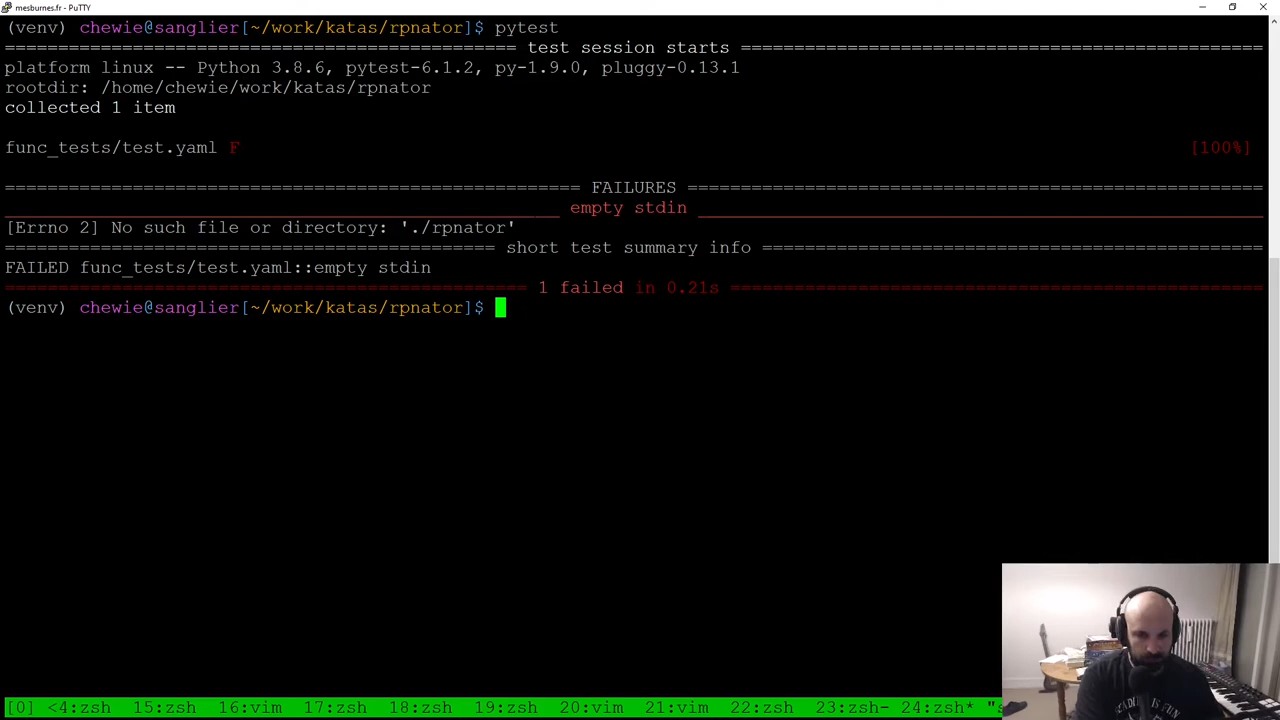 mesburnes.fr - PuTTY
(venv) chewie@sanglier[~/work/katas/rpnator]$ pytest
================================================ test session starts =================================================
platform linux -- Python 3.8.6, pytest-6.1.2, py-1.9.0, pluggy-0.13.1
rootdir: /home/chewie/work/katas/rpnator
collected 1 item
func_tests/test.yaml F [100%]
====================================================== FAILURES ======================================================
____________________________________________________ empty stdin _____________________________________________________
[Errno 2] No such file or directory: './rpnator'
============================================== short test summary info ===============================================
FAILED func_tests/test.yaml::empty stdin
================================================= 1 failed in 0.21s ==================================================
(venv) chewie@sanglier[~/work/katas/rpnator]$
[0] <4:zsh 15:zsh 16:vim 17:zsh 18:zsh 19:zsh 20:vim 21:vim 22:zsh 23:zsh- 24:zsh* "s